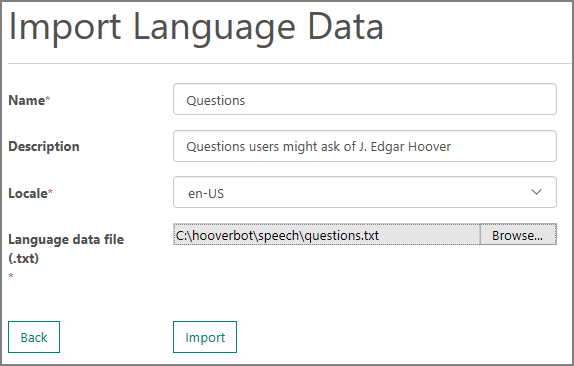 Import Language Data
Name*
Questions
Description
Questions users might ask of J. Edgar Hoover
Locale*
en-US
Language data file
(.txt)
*
C:\hooverbot\speech\questions.txt
Browse...
Back
Import